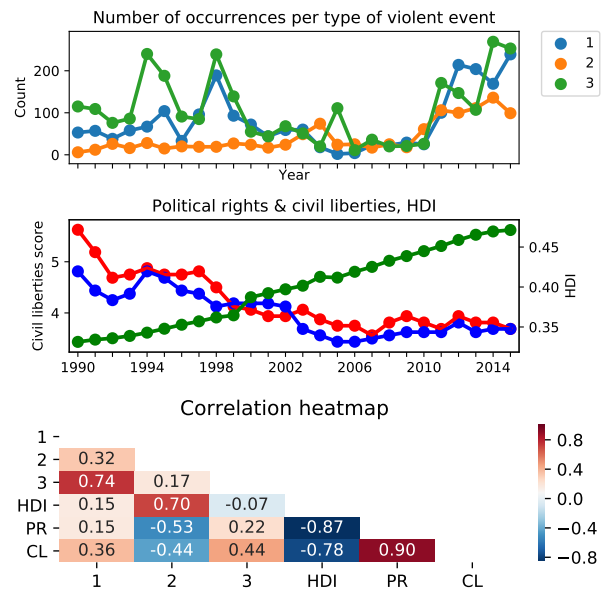 Number of occurrences per type of violent event
200
100
0
Count
Year
1
2
3
Political rights & civil liberties, HDI
5
4
Civil liberties score
0.45
0.40
0.35
HDI
1990 1994 1998 2002 2006 2010 2014
Correlation heatmap
1
2 0.32
3 0.74 0.17
HDI 0.15 0.70 -0.07
PR 0.15 -0.53 0.22 -0.87
CL 0.36 -0.44 0.44 -0.78 0.90
1 2 3 HDI PR CL
0.8
0.4
0.0
−0.4
−0.8